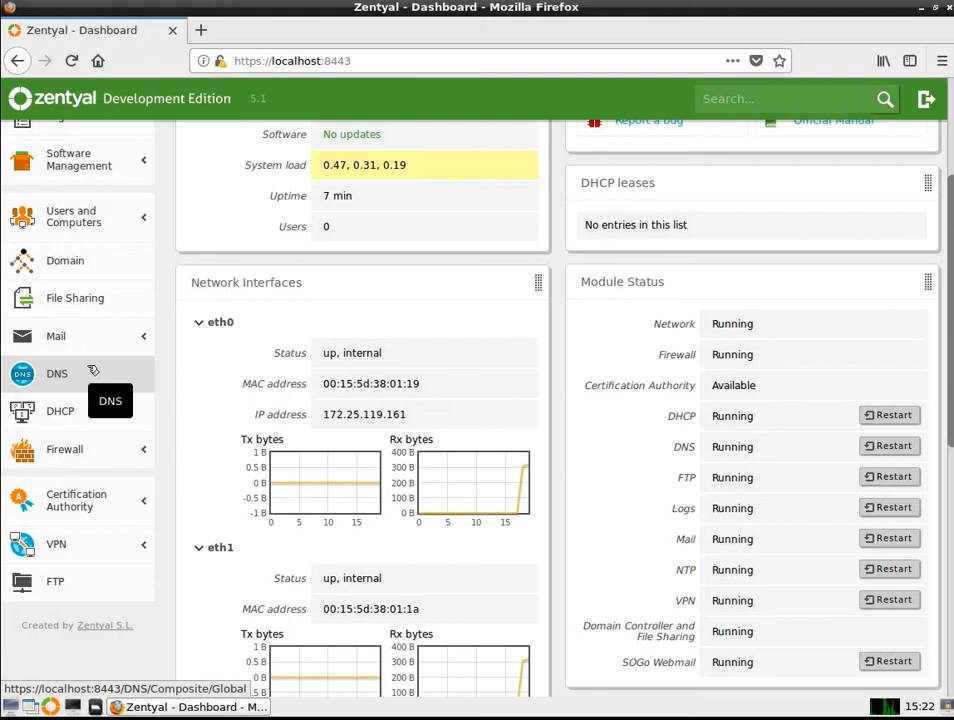 Zentyal - Dashboard - Mozilla Firefox
Zentyal - Dashboard
https://localhost:8443
zentyal Development Edition 5.1
Search...
Software Management
Users and Computers
Domain
File Sharing
Mail
DNS
DNS
DHCP
Firewall
Certification Authority
VPN
FTP
Created by Zentyal S.L.
Software No updates
System load 0.47, 0.31, 0.19
Uptime 7 min
Users 0
Network Interfaces
eth0
Status up, internal
MAC address 00:15:5d:38:01:19
IP address 172.25.119.161
Tx bytes Rx bytes
1 B
0.5 B
0 B
-0.5 B
-1 B
0 5 10 15
400 B
300 B
200 B
100 B
0 B
0 5 10 15
eth1
Status up, internal
MAC address 00:15:5d:38:01:1a
Tx bytes Rx bytes
1 B
0.5 B
0 B
-0.5 B
400 B
300 B
200 B
100 B
Report a bug Official Manual
DHCP leases
No entries in this list
Module Status
Network Running
Firewall Running
Certification Authority Available
DHCP Running Restart
DNS Running Restart
FTP Running Restart
Logs Running Restart
Mail Running Restart
NTP Running Restart
VPN Running Restart
Domain Controller and File Sharing Running
SOGo Webmail Running Restart
https://localhost:8443/DNS/Composite/Global
Zentyal - Dashboard - M...
15:22